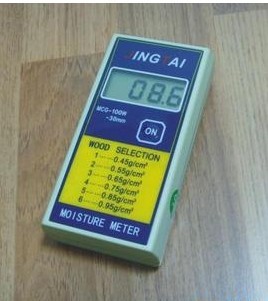 JINGTAI
08.6
MCG-100W
~35mm
ON
WOOD SELECTION
1······0.45g/cm³
2······0.55g/cm³
3······0.65g/cm³
4······0.75g/cm³
5······0.85g/cm³
6······0.95g/cm³
MOISTURE METER